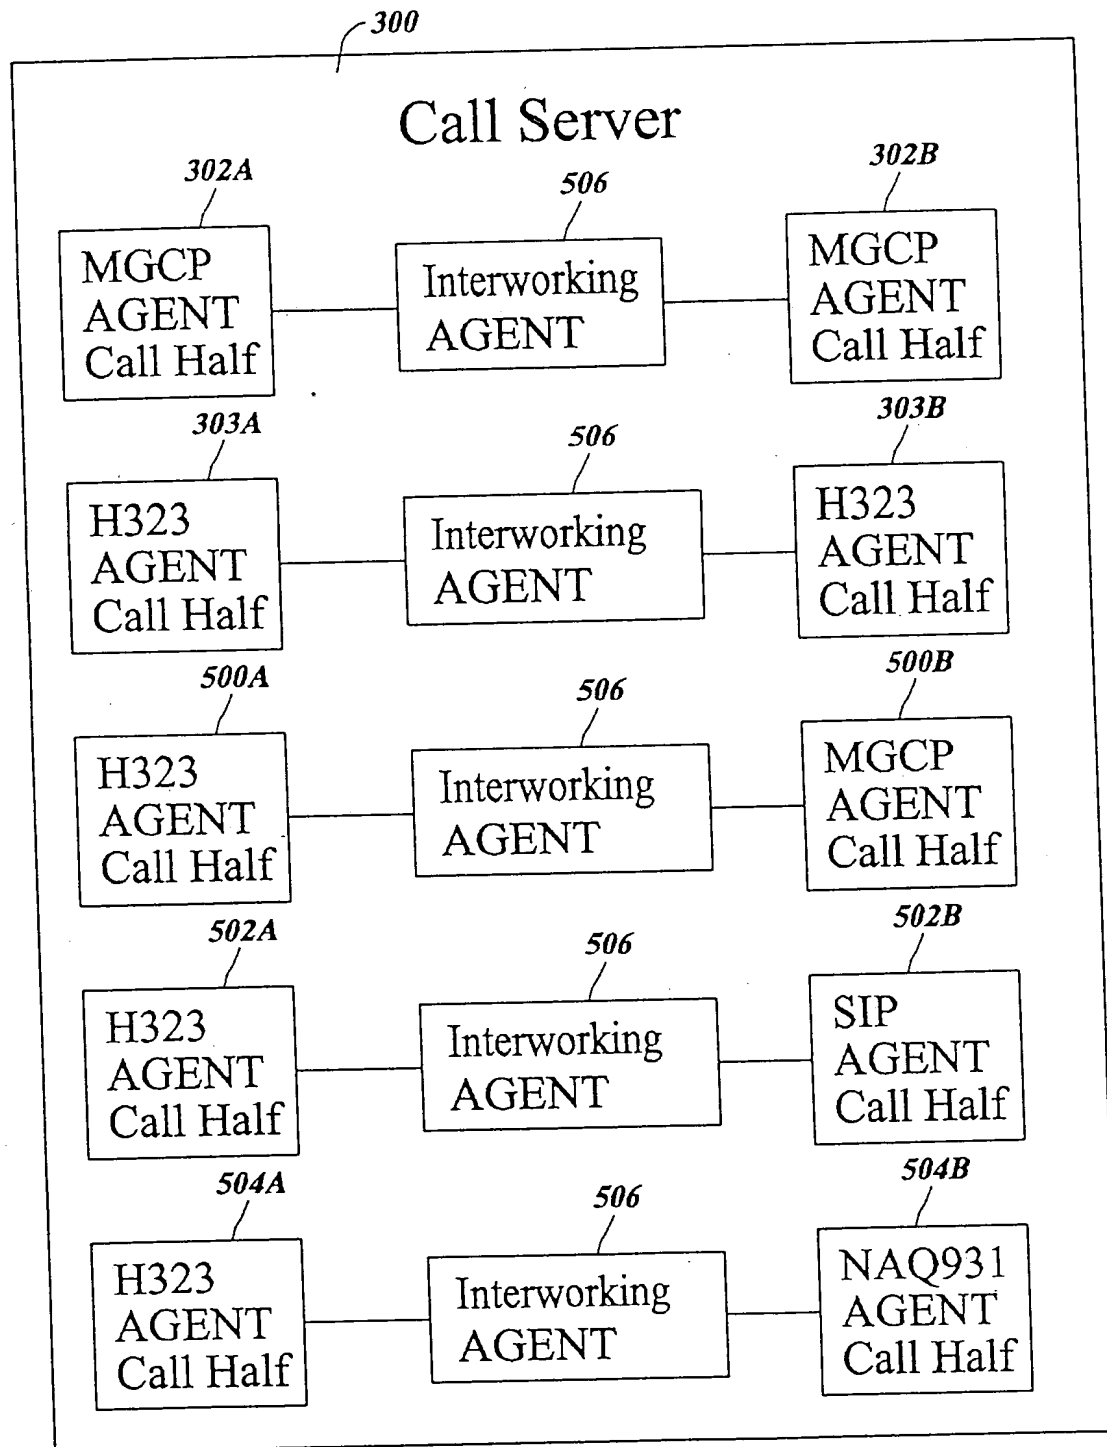 300
Call Server
302A
506
302B
MGCP
AGENT
Call Half
Interworking
AGENT
MGCP
AGENT
Call Half
303A
506
303B
H323
AGENT
Call Half
Interworking
AGENT
H323
AGENT
Call Half
500A
506
500B
H323
AGENT
Call Half
Interworking
AGENT
MGCP
AGENT
Call Half
502A
506
502B
H323
AGENT
Call Half
Interworking
AGENT
SIP
AGENT
Call Half
504A
506
504B
H323
AGENT
Call Half
Interworking
AGENT
NAQ931
AGENT
Call Half